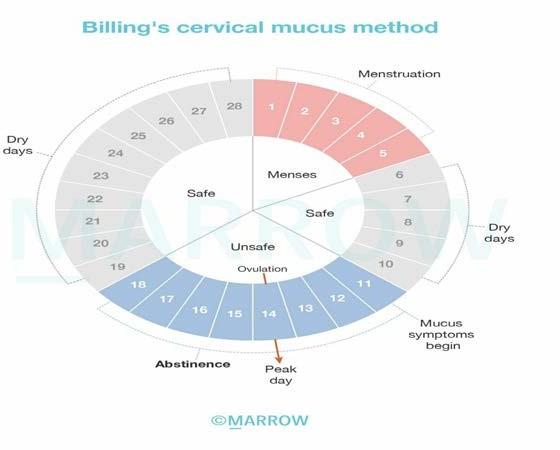 Billing's cervical mucus method
Menstruation
28
1
2
3
4
5
6
7
8
9
10
11
12
13
14
15
16
17
18
19
20
21
22
23
24
25
26
27
Menses
Safe
Safe
Unsafe
Ovulation
Dry
days
Dry
days
Mucus
symptoms
begin
Abstinence
Peak
day
MARROW
©MARROW